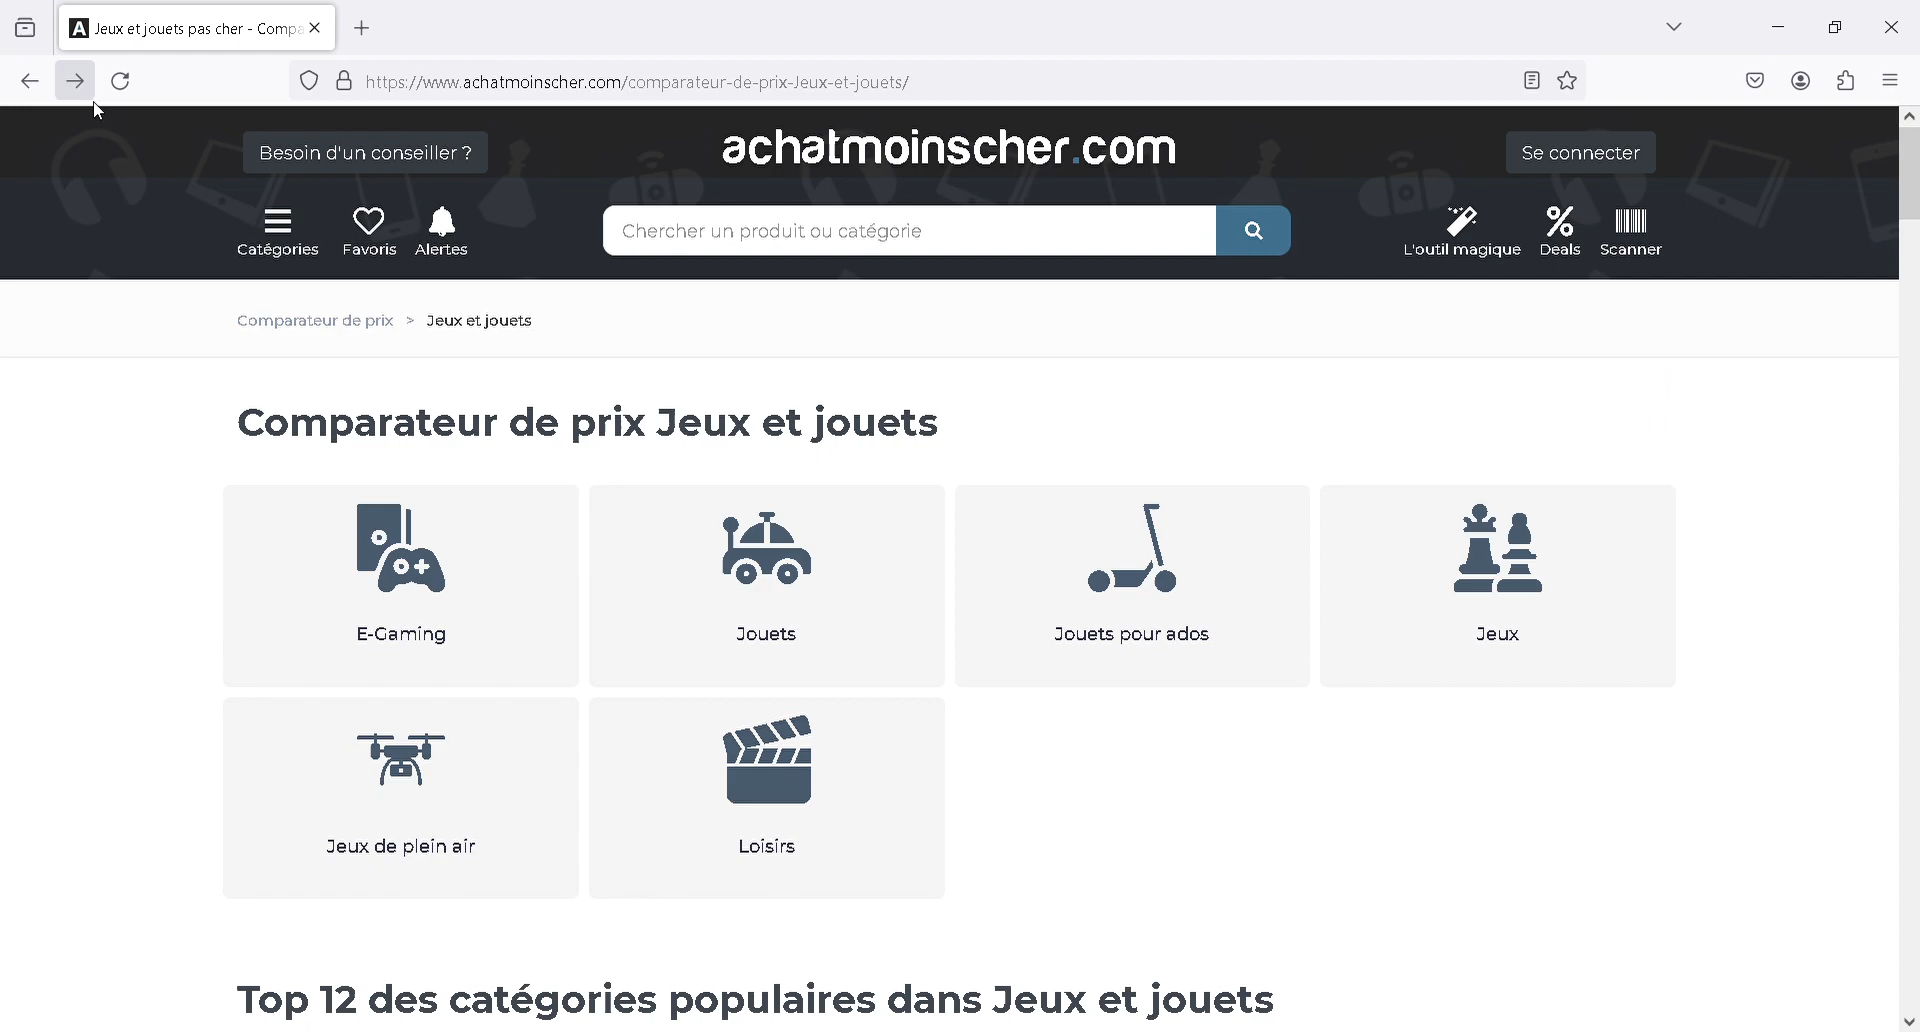 Jeux et jouets pas cher - Compa
https://www.achatmoinscher.com/comparateur-de-prix-Jeux-et-jouets/
Besoin d'un conseiller ?
achatmoinscher.com
Se connecter
Catégories
Favoris
Alertes
Chercher un produit ou catégorie
L'outil magique
Deals
Scanner
Comparateur de prix > Jeux et jouets
Comparateur de prix Jeux et jouets
E-Gaming
Jouets
Jouets pour ados
Jeux
Jeux de plein air
Loisirs
Top 12 des catégories populaires dans Jeux et jouets